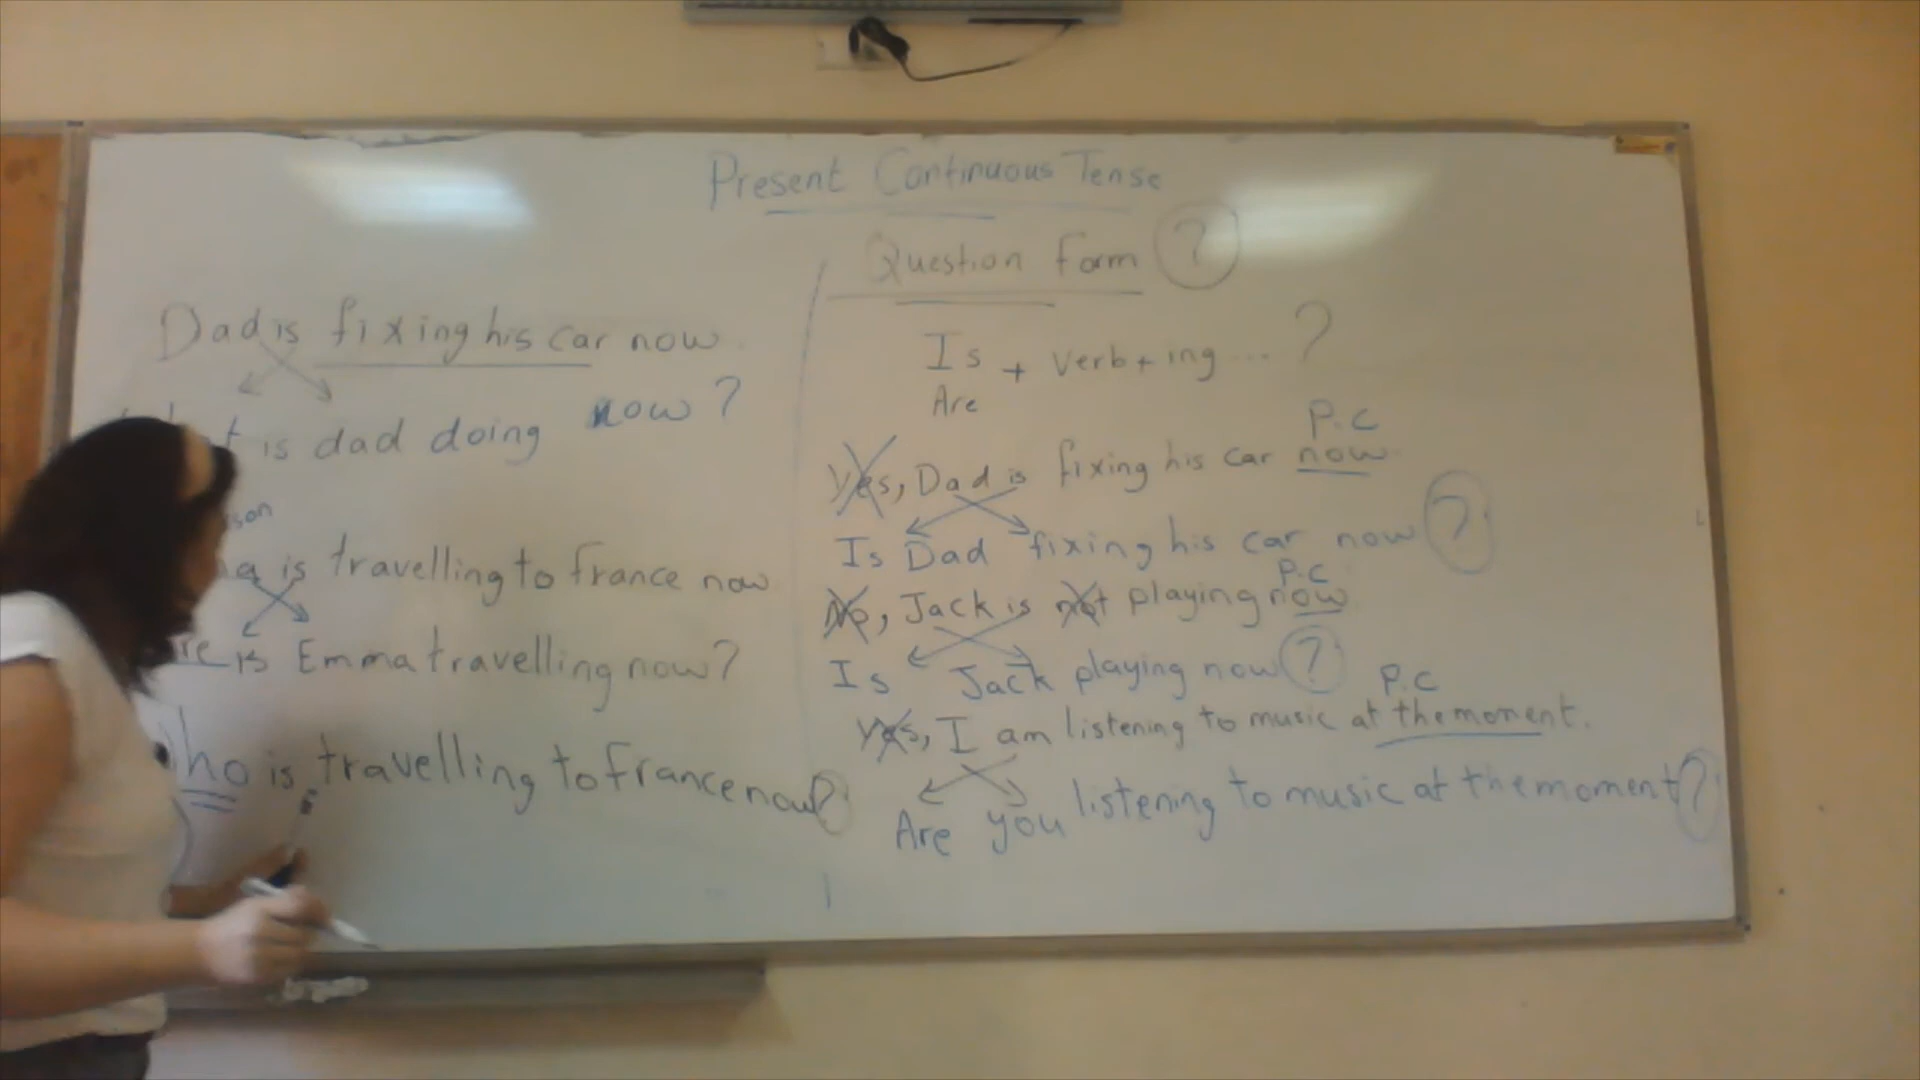 Present Continuous Tense
Question form ?
Dad is fixing his car now
is dad doing now ?
is travelling to france now
is Emma travelling now?
Who is travelling to france now?
Is + verb + ing ... ?
Are
P.C
Yes, Dad is fixing his car now
Is Dad fixing his car now ?
P.C
No, Jack is not playing now
Is Jack playing now ?
P.C
Yes, I am listening to music at the moment.
Are you listening to music at the moment ?